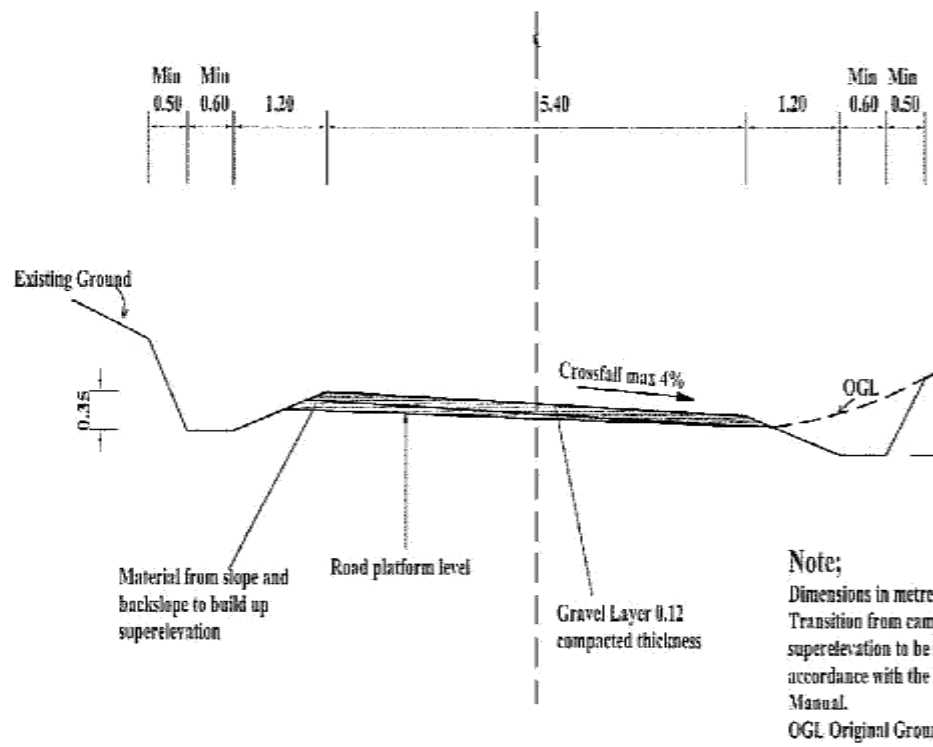 Min Min Min Min
0.50 0.60 1.20 5.40 1.20 0.60 0.50
Existing Ground
Crossfall max 4%
OGL
0.35
Material from slope and
backslope to build up
superelevation
Road platform level
Gravel Layer 0.12
compacted thickness
Note;
Dimensions in metre
Transition from cam
superelevation to be
accordance with the
Manual.
OGL Original Groun